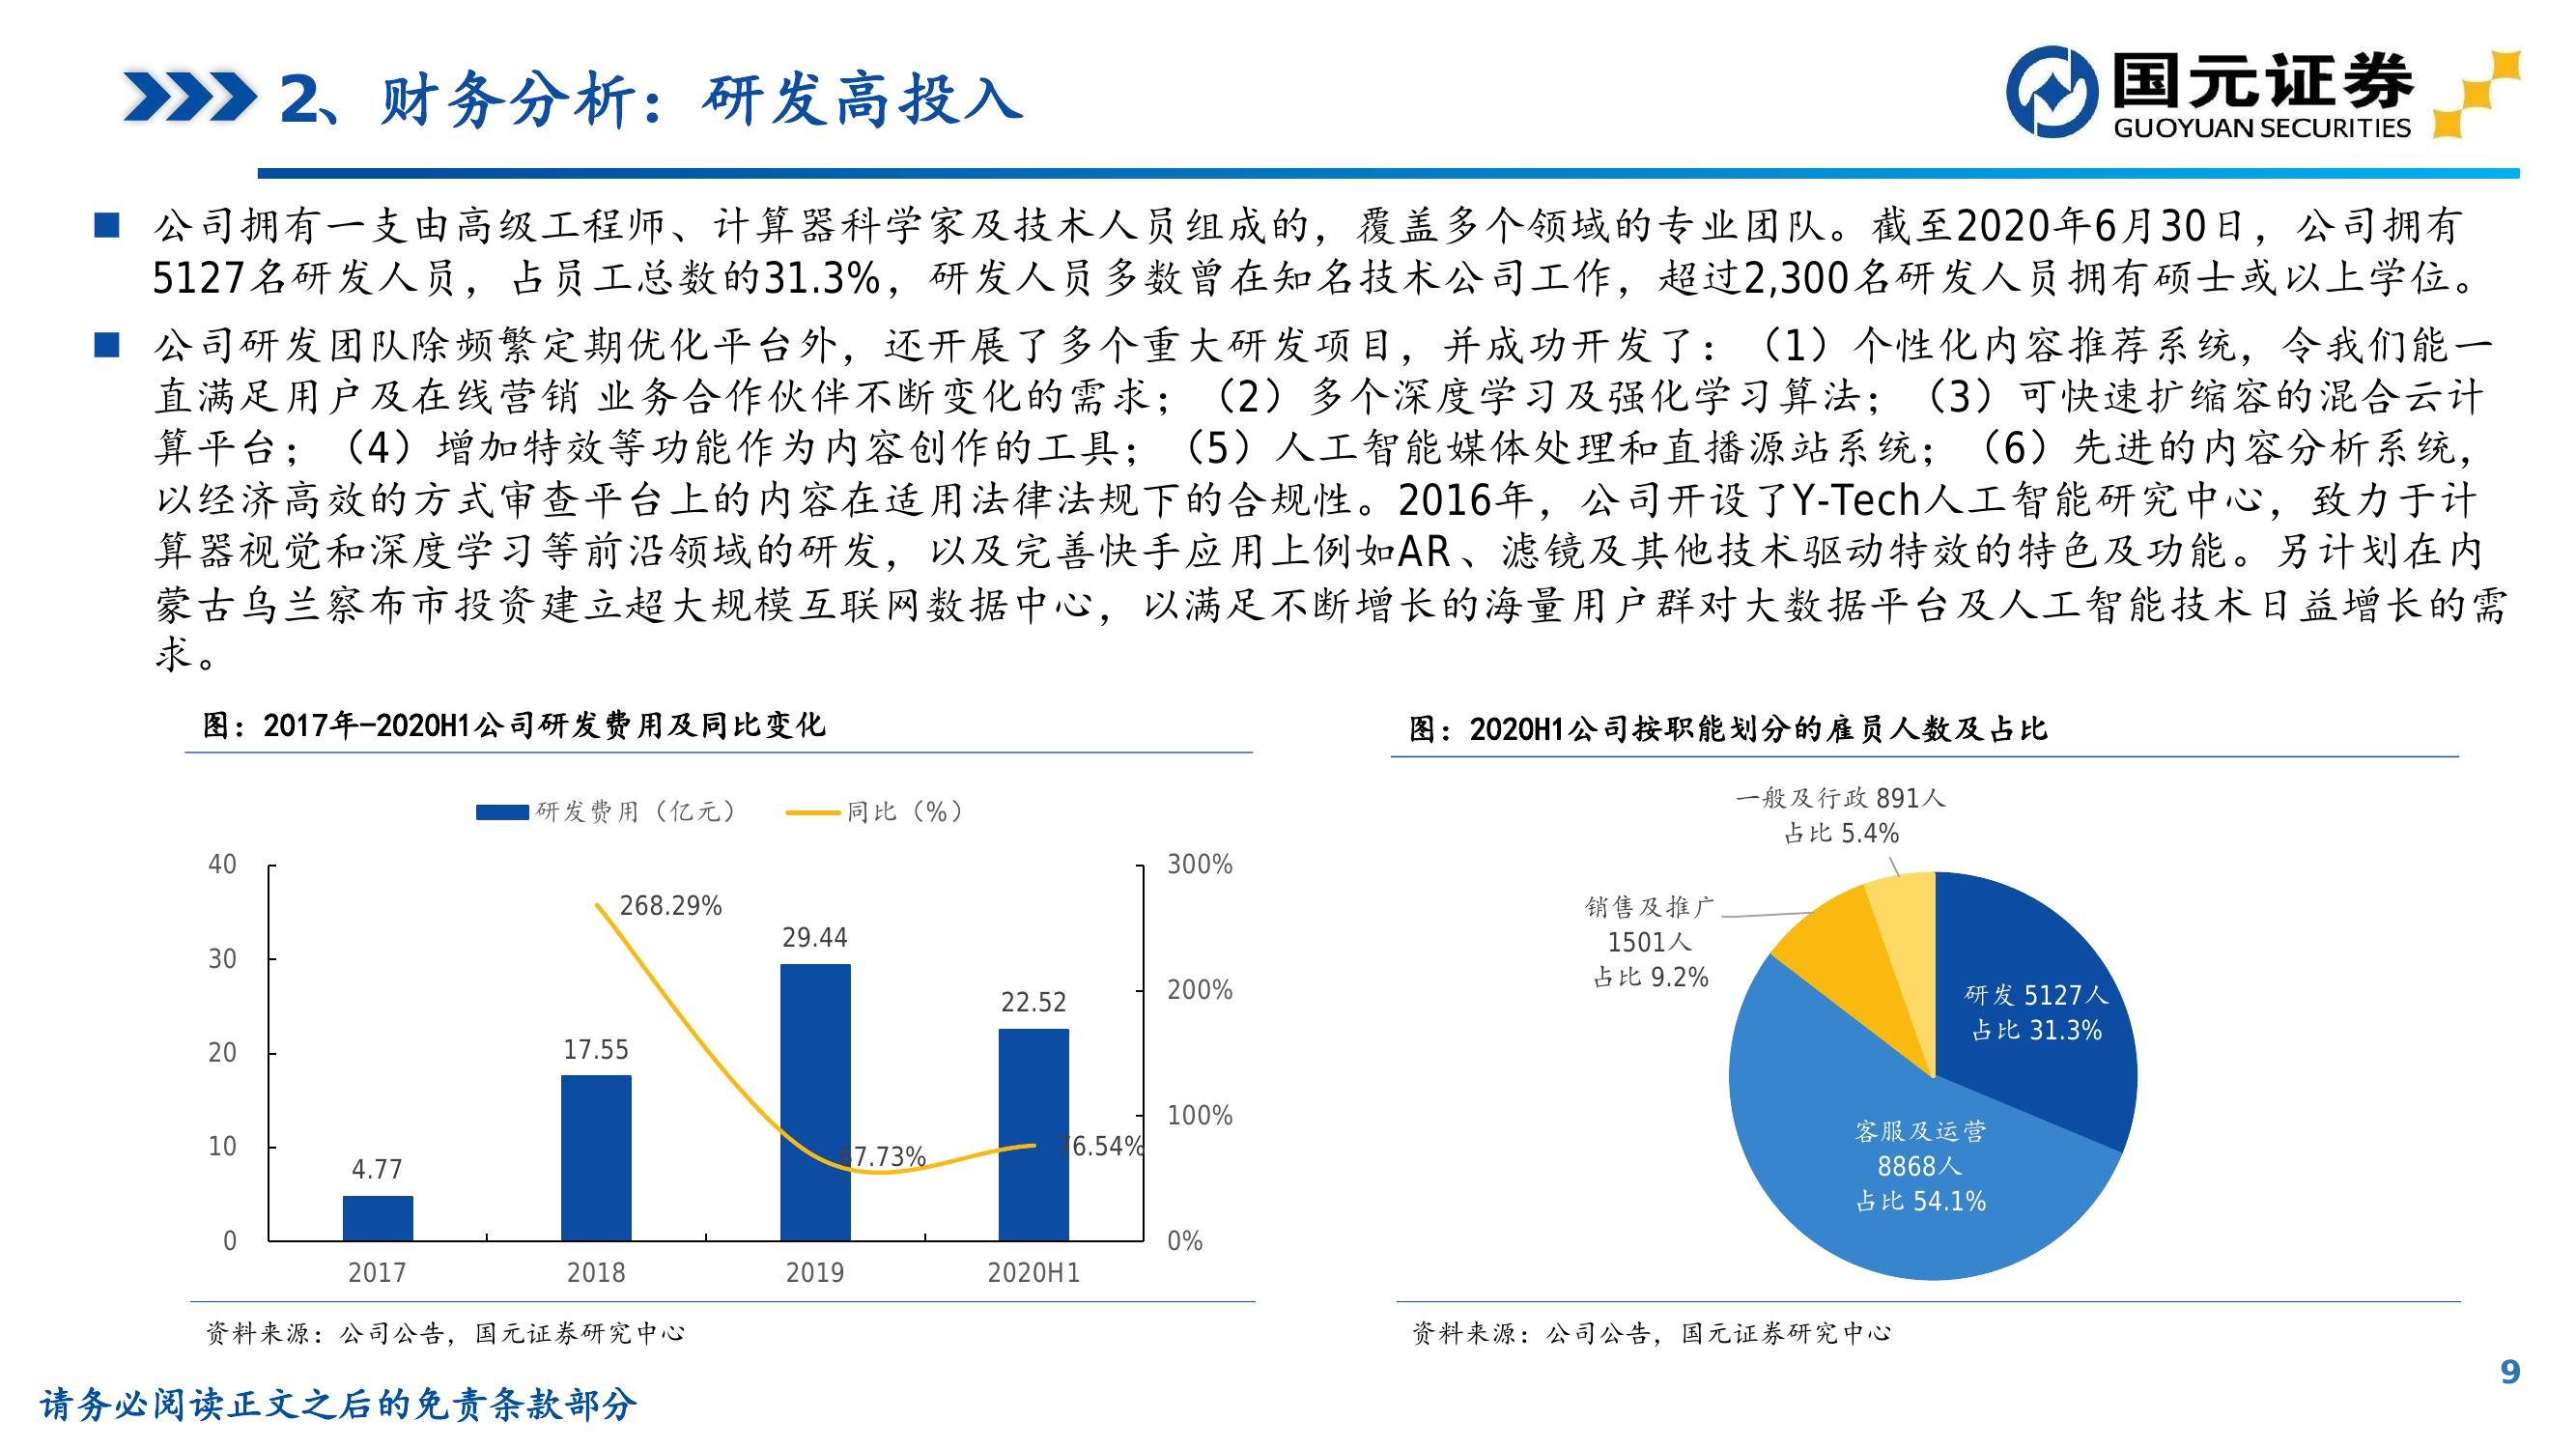 2、财务分析：研发高投入
国元证券
GUOYUAN SECURITIES
公司拥有一支由高级工程师、计算器科学家及技术人员组成的，覆盖多个领域的专业团队。截至2020年6月30日，公司拥有
5127名研发人员，占员工总数的31.3%，研发人员多数曾在知名技术公司工作，超过2,300名研发人员拥有硕士或以上学位。
公司研发团队除频繁定期优化平台外，还开展了多个重大研发项目，并成功开发了：（1）个性化内容推荐系统，令我们能一
直满足用户及在线营销 业务合作伙伴不断变化的需求；（2）多个深度学习及强化学习算法；（3）可快速扩缩容的混合云计
算平台；（4）增加特效等功能作为内容创作的工具；（5）人工智能媒体处理和直播源站系统；（6）先进的内容分析系统，
以经济高效的方式审查平台上的内容在适用法律法规下的合规性。2016年，公司开设了Y-Tech人工智能研究中心，致力于计
算器视觉和深度学习等前沿领域的研发，以及完善快手应用上例如AR、滤镜及其他技术驱动特效的特色及功能。另计划在内
蒙古乌兰察布市投资建立超大规模互联网数据中心，以满足不断增长的海量用户群对大数据平台及人工智能技术日益增长的需
求。
图：2017年-2020H1公司研发费用及同比变化
研发费用（亿元） 同比（%）
40
30
20
10
0
300%
200%
100%
0%
4.77
17.55
29.44
22.52
268.29%
67.73%
76.54%
2017 2018 2019 2020H1
资料来源：公司公告，国元证券研究中心
图：2020H1公司按职能划分的雇员人数及占比
一般及行政 891人
占比 5.4%
销售及推广
1501人
占比 9.2%
研发 5127人
占比 31.3%
客服及运营
8868人
占比 54.1%
资料来源：公司公告，国元证券研究中心
请务必阅读正文之后的免责条款部分
9